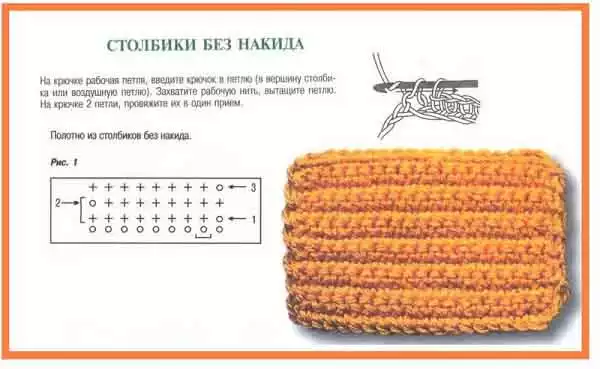 СТОЛБИКИ БЕЗ НАКИДА
На крючке рабочая петля, введите крючок в петлю (в вершину столби-
ка или воздушную петлю). Захватите рабочую нить, вытащите петлю.
На крючке 2 петли, провяжите их в один прием.
Полотно из столбиков без накида.
Рис. 1
3
2
1